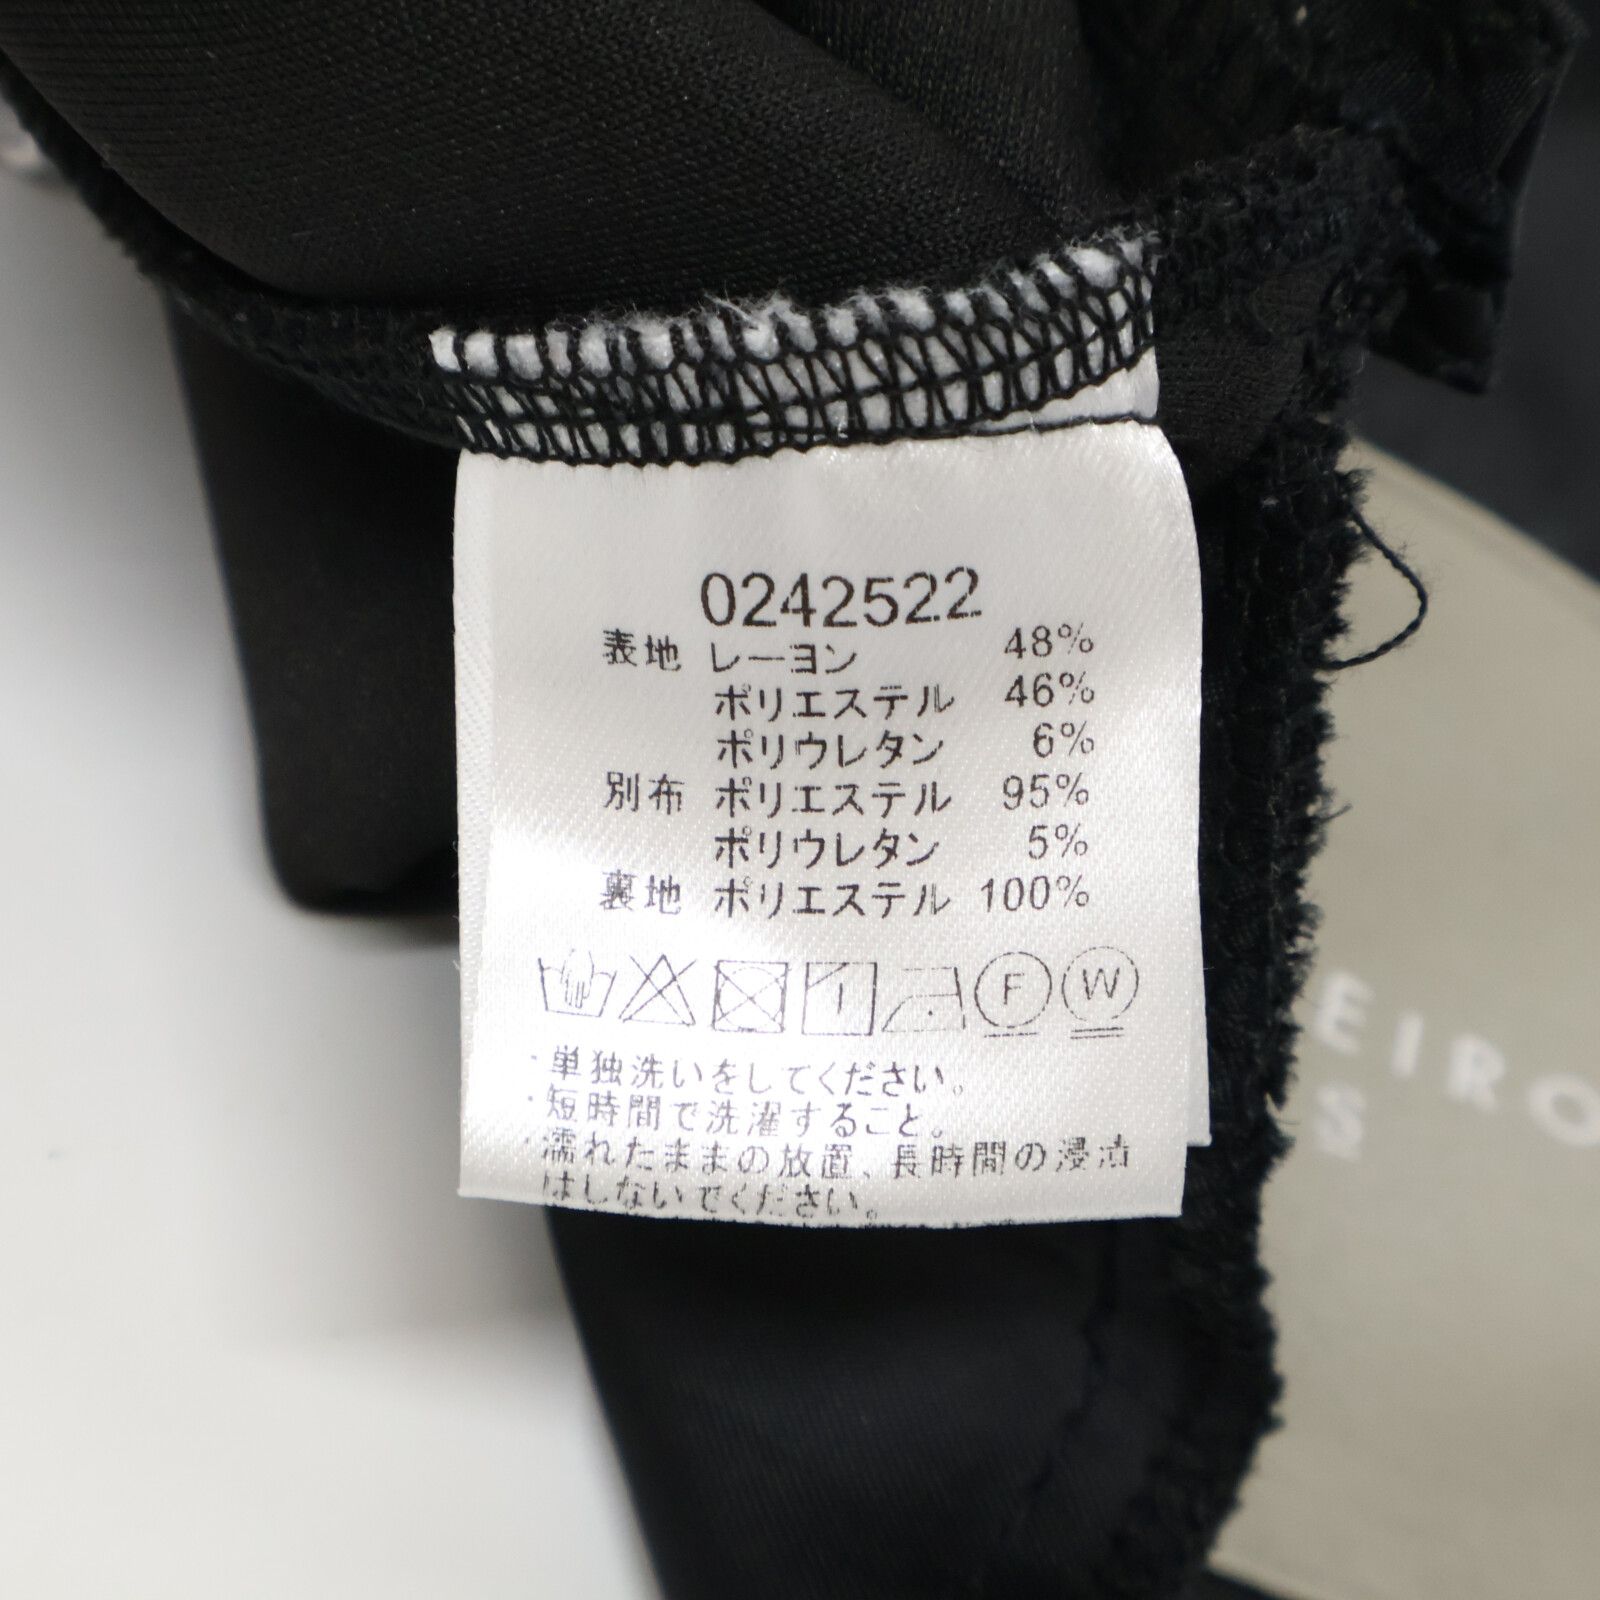 0242522
表地 レーヨン 48%
ポリエステル 46%
ポリウレタン 6%
別布 ポリエステル 95%
ポリウレタン 5%
裏地 ポリエステル 100%
F W
・単独洗いをしてください。
・短時間で洗濯すること。
・濡れたままの放置、長時間の浸漬
はしないでください。
EIRO
S